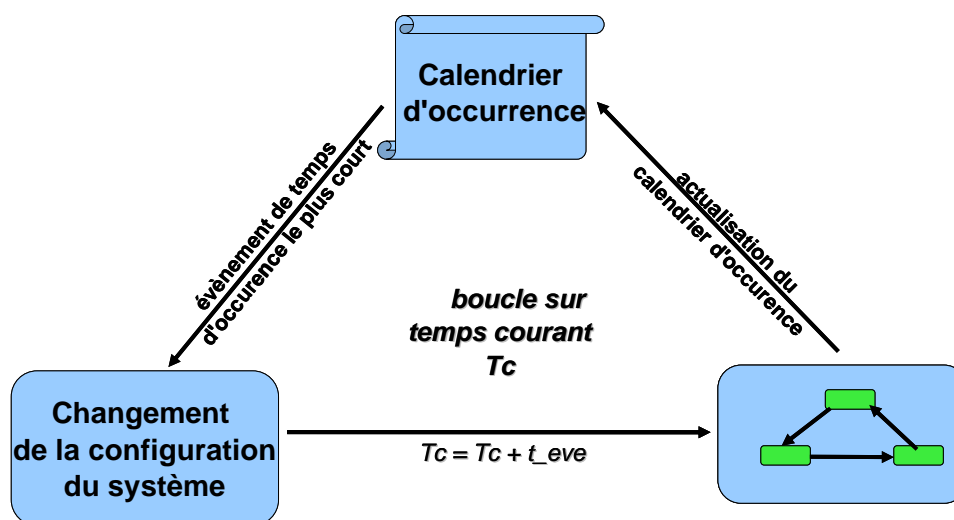 Calendrier
d'occurrence
évènement de temps
d'occurence le plus court
actualisation du
calendrier d'occurence
boucle sur
temps courant
Tc
Changement
de la configuration
du système
Tc = Tc + t_eve